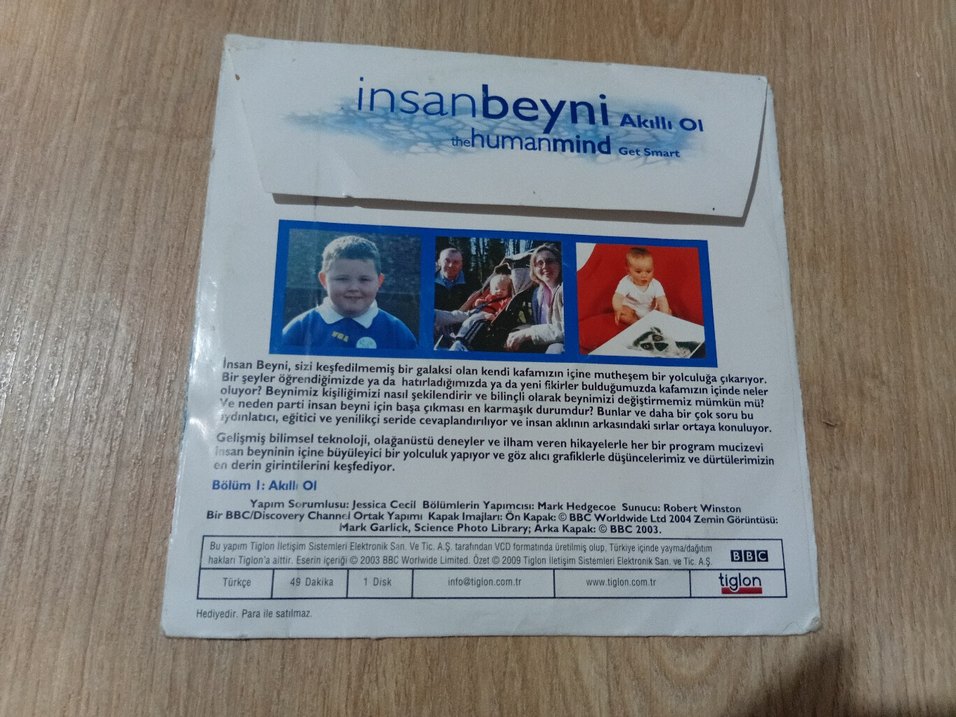 insanbeyni Akıllı Ol
thehumanmind Get Smart
İnsan Beyni, sizi keşfedilmemiş bir galaksi olan kendi kafamızın içine mutheşem bir yolculuğa çıkarıyor.
Bir şeyler öğrendiğimizde ya da hatırladığımızda ya da yeni fikirler bulduğumuzda kafamızın içinde neler
oluyor? Beynimiz kişiliğimizi nasıl şekilendirir ve bilinçli olarak beynimizi değiştirmemiz mümkün mü?
Ve neden parti insan beyni için başa çıkması en karmaşık durumdur? Bunlar ve daha bir çok soru bu
aydınlatıcı, eğitici ve yenilikçi seride cevaplandırılıyor ve insan aklının arkasındaki sırlar ortaya konuluyor.
Gelişmiş bilimsel teknoloji, olağanüstü deneyler ve ilham veren hikayelerle her bir program mucizevi
insan beyninin içine büyüleyici bir yolculuk yapıyor ve göz alıcı grafiklerle düşüncelerimiz ve dürtülerimizin
en derin girintilerini keşfediyor.
Bölüm 1: Akıllı Ol
Yapım Sorumlusu: Jessica Cecil Bölümlerin Yapımcısı: Mark Hedgecoe Sunucu: Robert Winston
Bir BBC/Discovery Channel Ortak Yapımı Kapak Imajları: Ön Kapak: © BBC Worldwide Ltd 2004 Zemin Görüntüsü:
Mark Garlick, Science Photo Library; Arka Kapak: © BBC 2003.
Bu yapım Tiglon İletişim Sistemleri Elektronik San. Ve Tic. A.Ş. tarafından VCD formatında üretilmiş olup, Türkiye içinde yayma/dağıtım
hakları Tiglon'a aittir. Eserin içeriği © 2003 BBC Worlwide Limited. Özet © 2009 Tiglon İletişim Sistemleri Elektronik San. ve Tic. A.Ş.
BBC
Türkçe 49 Dakika 1 Disk info@tiglon.com.tr www.tiglon.com.tr tiglon
Hediyedir. Para ile satılmaz.